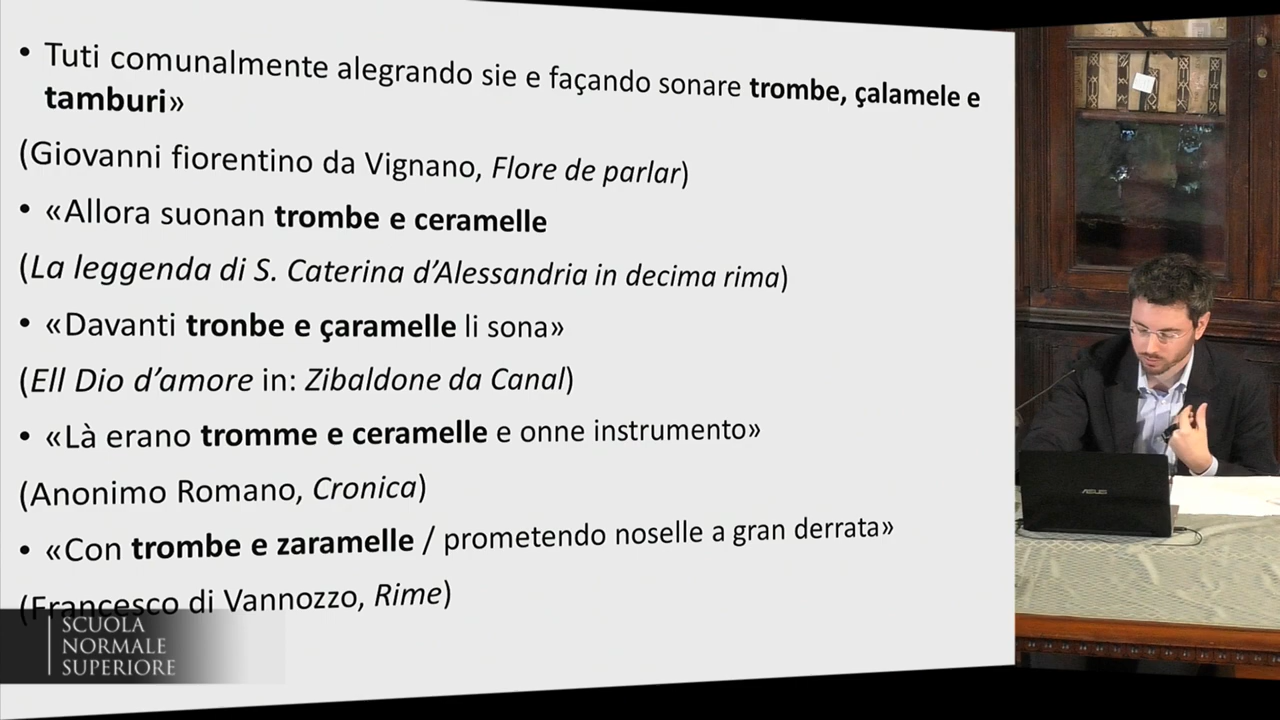 • Tuti comunalmente alegrando sie e façando sonare trombe, çalamele e
tamburi»
(Giovanni fiorentino da Vignano, Flore de parlar)
• «Allora suonan trombe e ceramelle
(La leggenda di S. Caterina d’Alessandria in decima rima)
• «Davanti tronbe e çaramelle li sona»
(Ell Dio d’amore in: Zibaldone da Canal)
• «Là erano tromme e ceramelle e onne instrumento»
(Anonimo Romano, Cronica)
• «Con trombe e zaramelle / prometendo noselle a gran derrata»
(Francesco di Vannozzo, Rime)
SCUOLA
NORMALE
SUPERIORE
ASUS